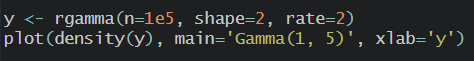 y <- rgamma(n=1e5, shape=2, rate=2)
plot(density(y), main='Gamma(1, 5)', xlab='y')